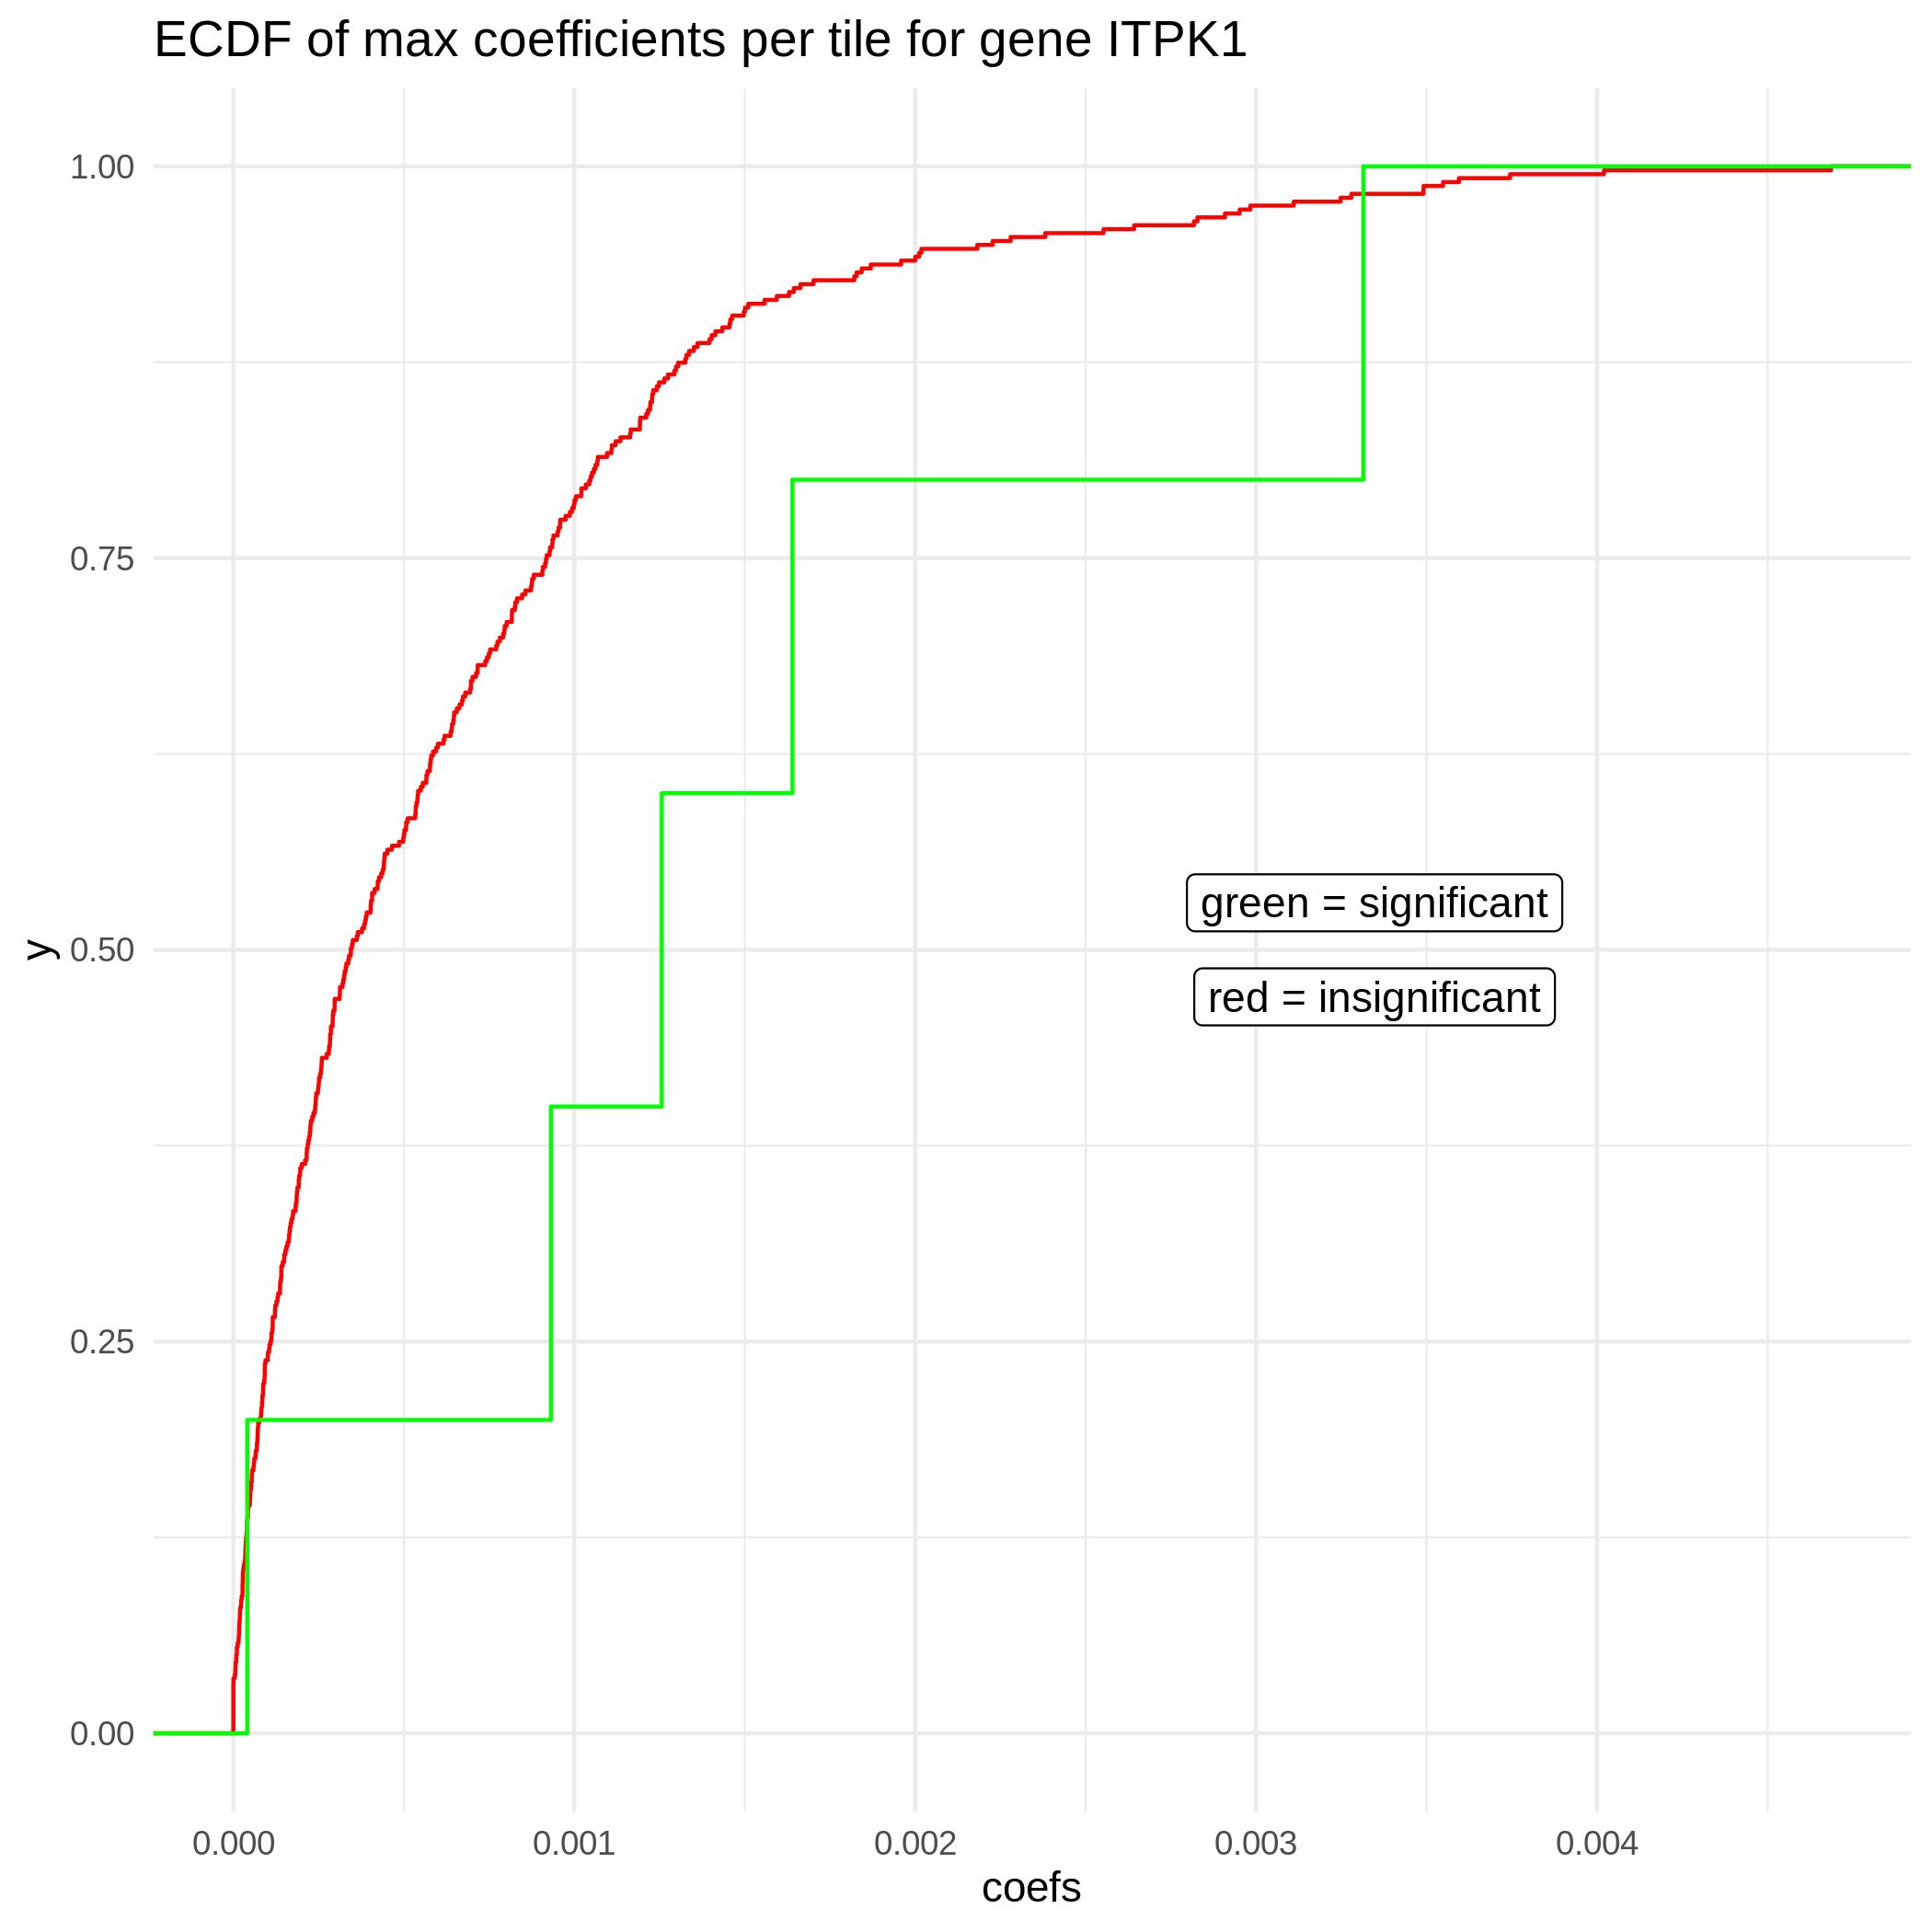 ECDF of max coefficients per tile for gene ITPK1
1.00
0.75
0.50
0.25
0.00
y
green = significant
red = insignificant
0.000
0.001
0.002
0.003
0.004
coefs